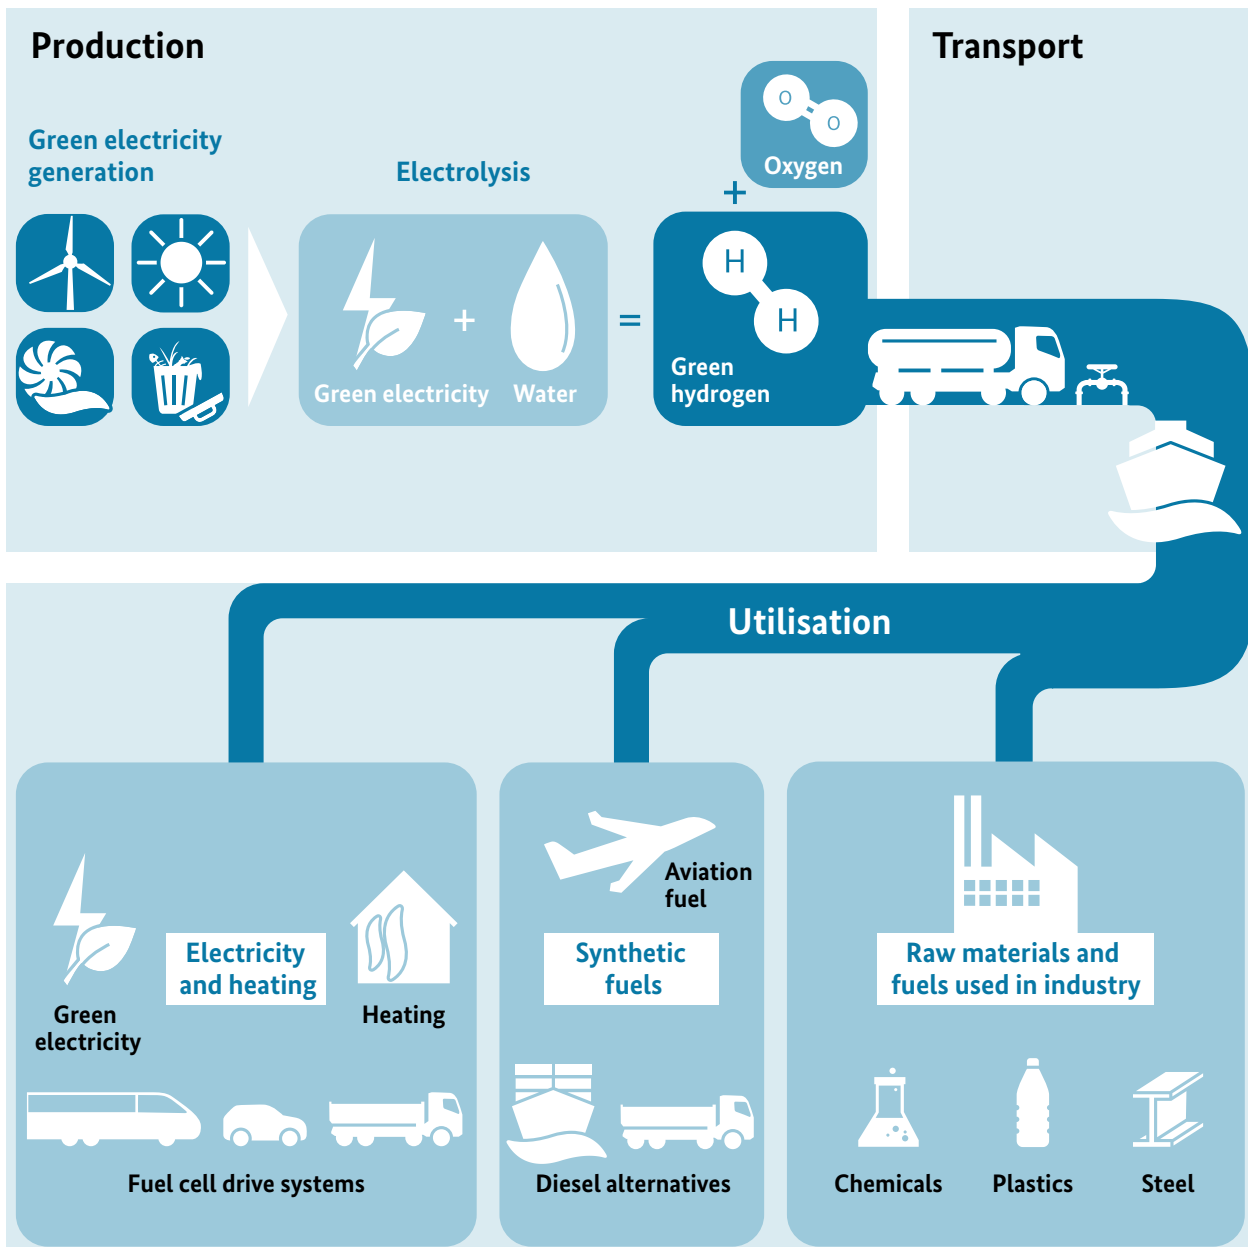 Production
Transport
Green electricity
generation
Electrolysis
O
O
Oxygen
+
Green electricity
+
Water
=
H
H
Green
hydrogen
Utilisation
Green
electricity
Electricity
and heating
Heating
Fuel cell drive systems
Aviation
fuel
Synthetic
fuels
Diesel alternatives
Raw materials and
fuels used in industry
Chemicals
Plastics
Steel